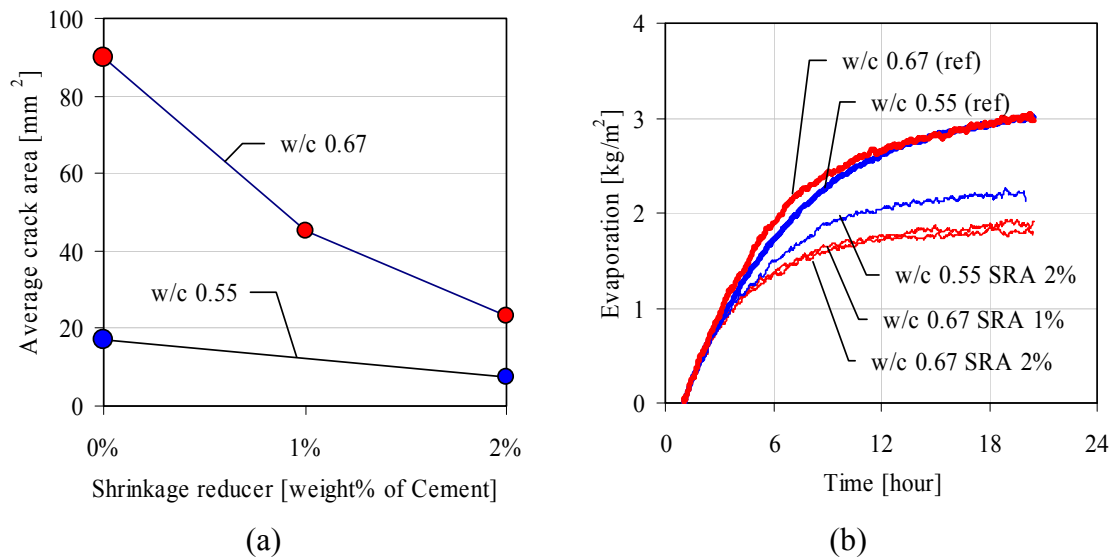 100
80
60
40
20
0
Average crack area [mm²]
w/c 0.67
w/c 0.55
0%
1%
2%
Shrinkage reducer [weight% of Cement]
(a)
4
3
2
1
0
Evaporation [kg/m²]
w/c 0.67 (ref)
w/c 0.55 (ref)
w/c 0.55 SRA 2%
w/c 0.67 SRA 1%
w/c 0.67 SRA 2%
0
6
12
18
24
Time [hour]
(b)